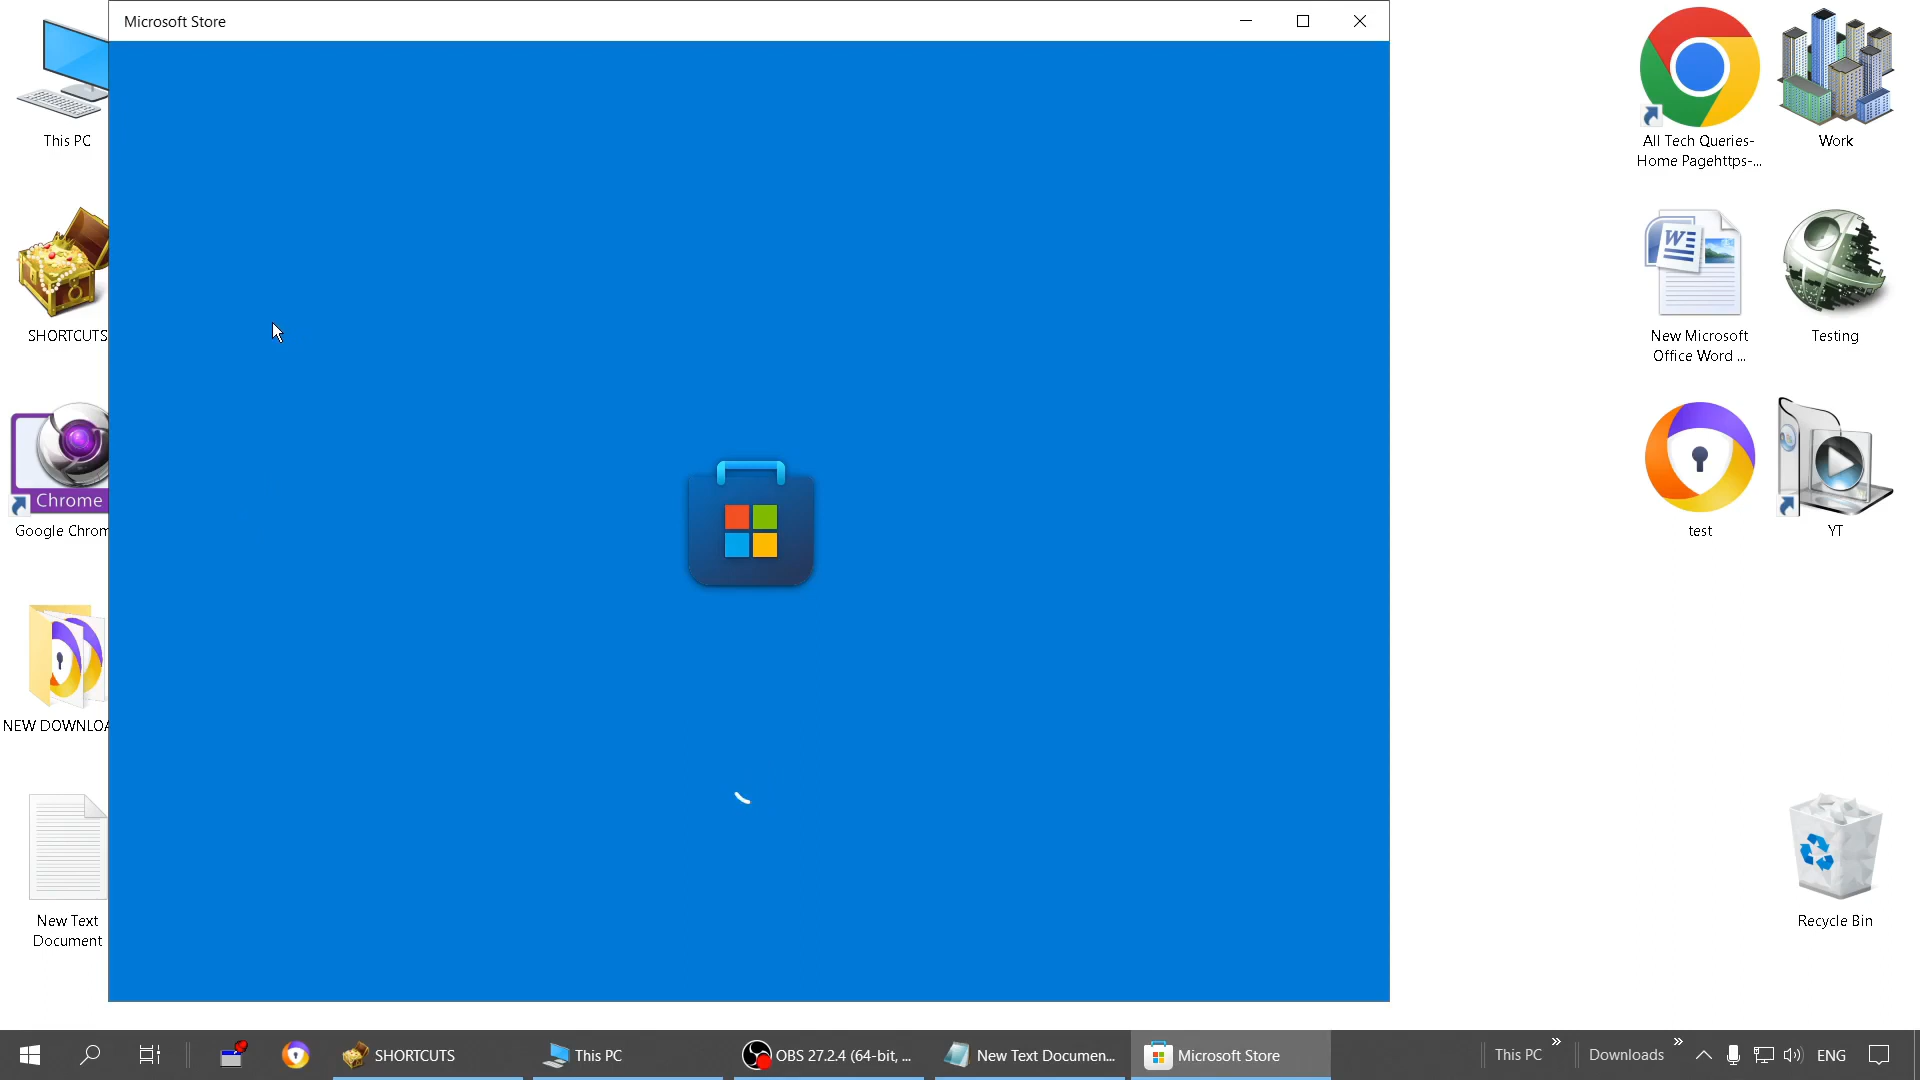 Microsoft Store
This PC
SHORTCUTS
Chrome
Google Chrom
NEW DOWNLOA
New Text
Document
All Tech Queries-
Home Pagehttps-...
Work
New Microsoft
Office Word ...
Testing
test
YT
Recycle Bin
SHORTCUTS
This PC
OBS 27.2.4 (64-bit, ...
New Text Documen...
Microsoft Store
This PC
Downloads
ENG